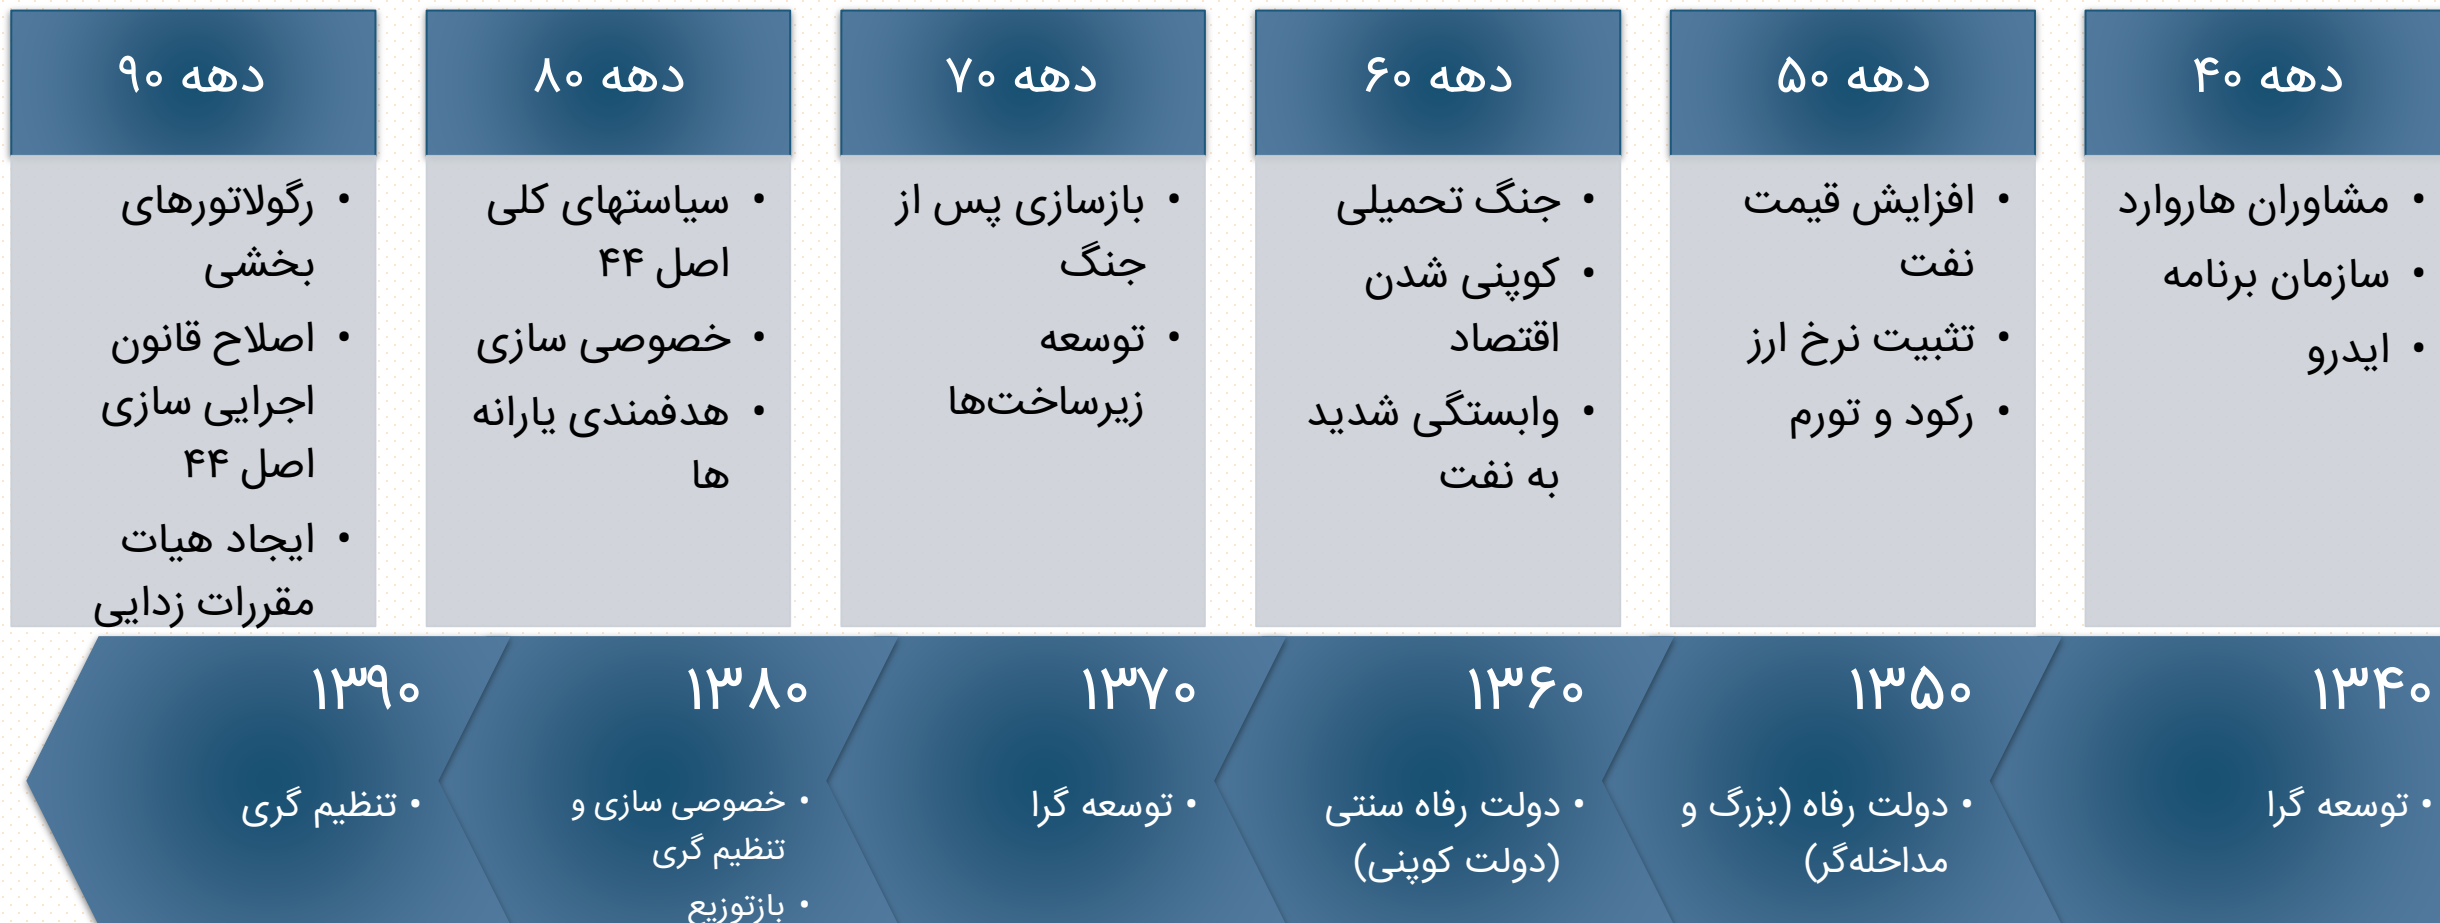 دهه ۴۰
• مشاوران هاروارد
• سازمان برنامه
• ایدرو
دهه ۵۰
• افزایش قیمت
نفت
• تثبیت نرخ ارز
• رکود و تورم
دهه ۶۰
• جنگ تحمیلی
• کوپنی شدن
اقتصاد
• وابستگی شدید
به نفت
دهه ۷۰
• بازسازی پس از
جنگ
• توسعه
زیرساخت‌ها
دهه ۸۰
• سیاستهای کلی
اصل ۴۴
• خصوصی سازی
• هدفمندی یارانه
ها
دهه ۹۰
• رگولاتورهای
بخشی
• اصلاح قانون
اجرایی سازی
اصل ۴۴
• ایجاد هیات
مقررات زدایی
۱۳۴۰
• توسعه گرا
۱۳۵۰
• دولت رفاه (بزرگ و
مداخله‌گر)
۱۳۶۰
• دولت رفاه سنتی
(دولت کوپنی)
۱۳۷۰
• توسعه گرا
۱۳۸۰
• خصوصی سازی و
تنظیم گری
• بازتوزیع
۱۳۹۰
• تنظیم گری